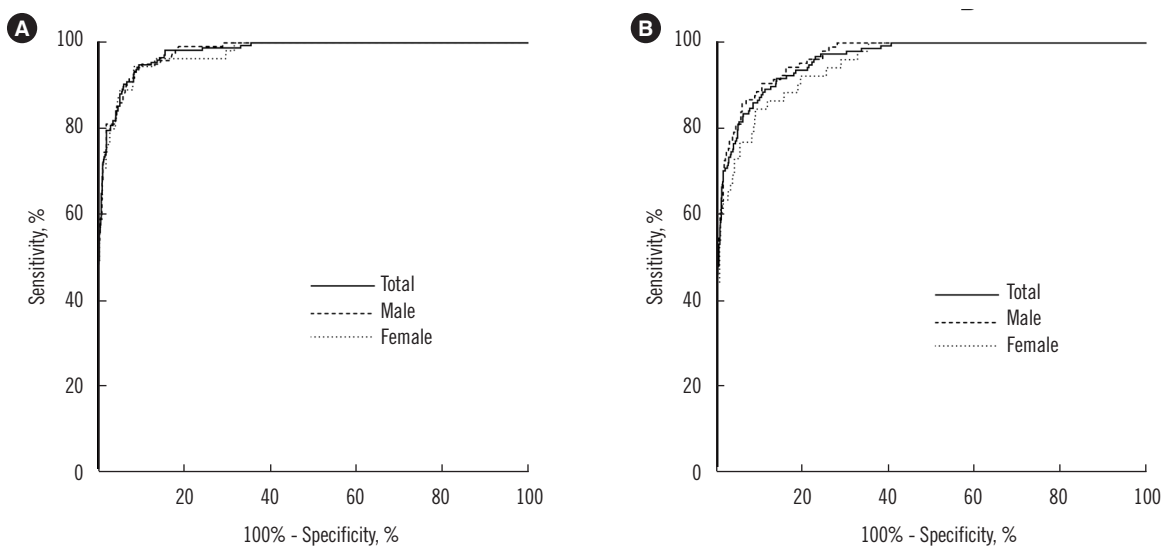 A
100
80
60
40
20
0
Sensitivity, %
Total
Male
Female
20 40 60 80 100
100% - Specificity, %
B
100
80
60
40
20
0
Sensitivity, %
Total
Male
Female
20 40 60 80 100
100% - Specificity, %